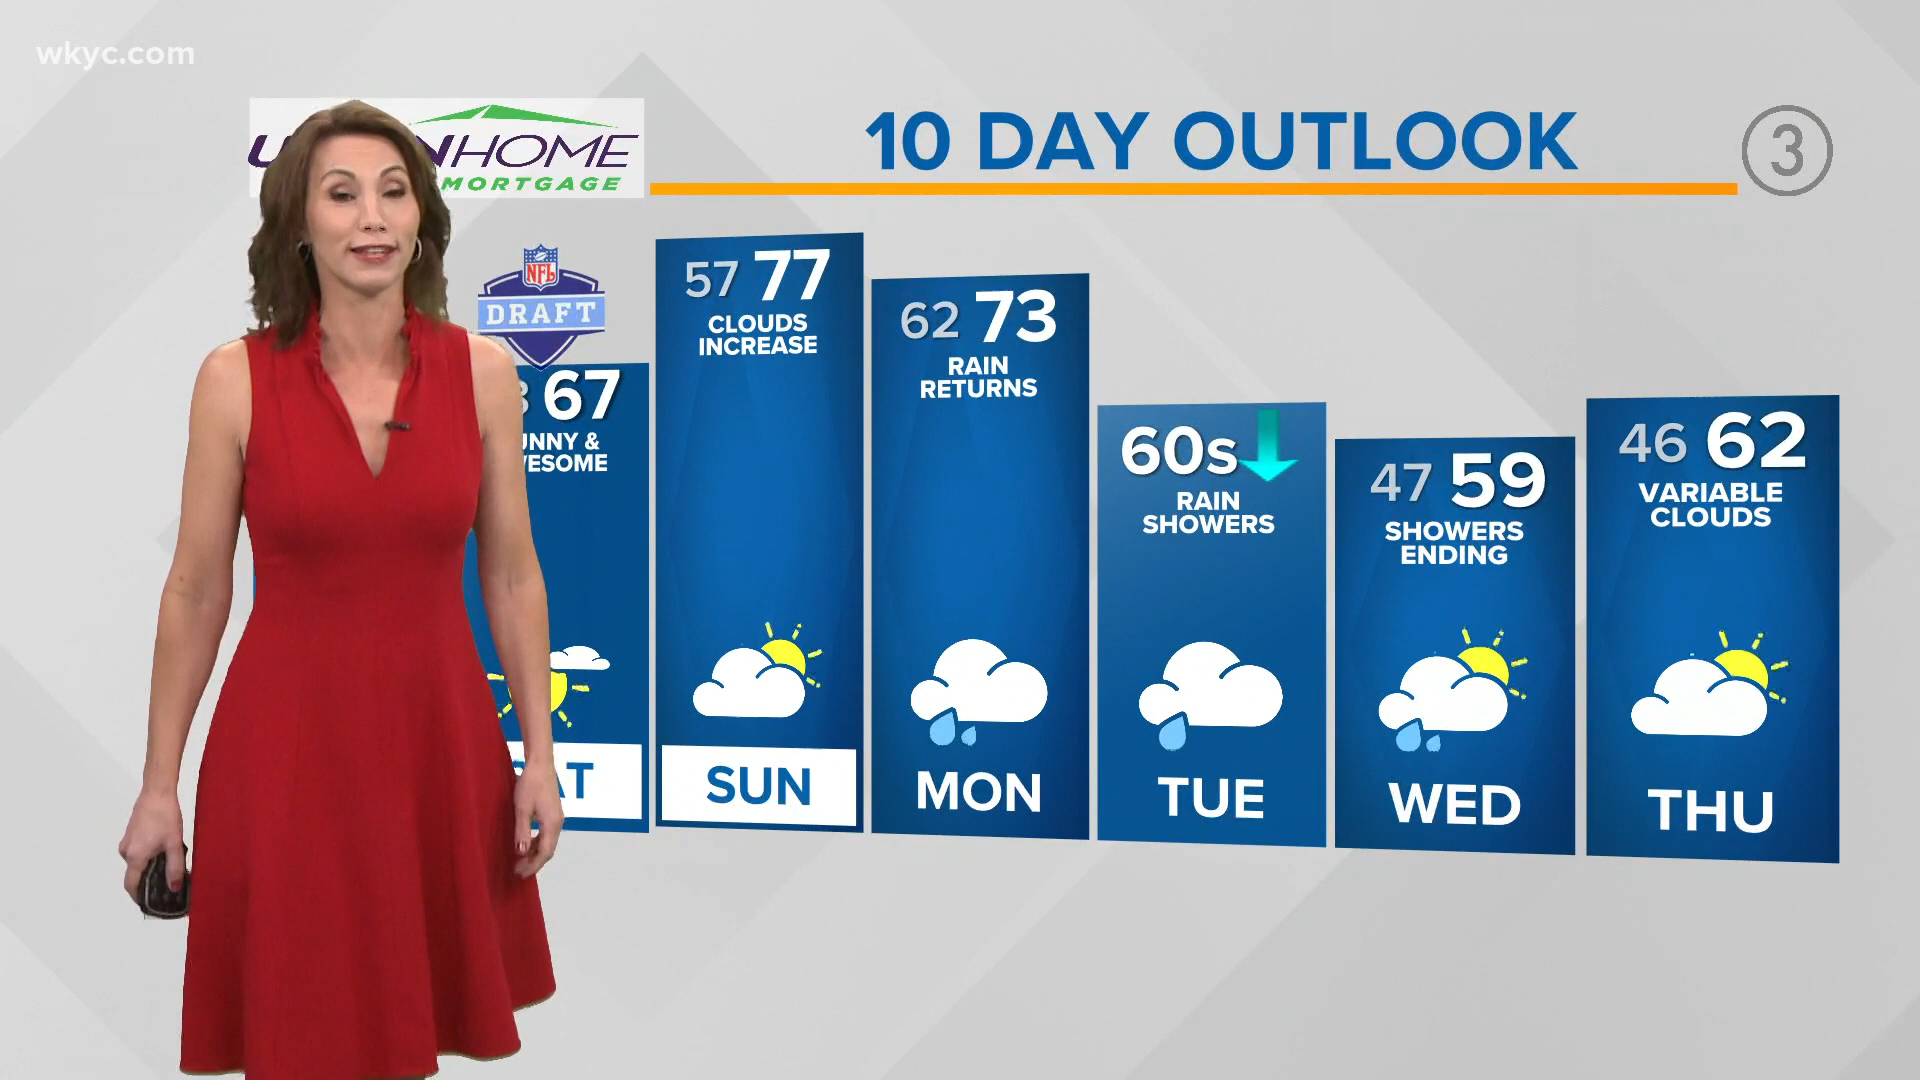 wkyc.com
HOME
MORTGAGE
10 DAY OUTLOOK
3
NFL
DRAFT
67
57 77
CLOUDS
INCREASE
SUN
62 73
RAIN
RETURNS
MON
60s
RAIN
SHOWERS
TUE
47 59
SHOWERS
ENDING
WED
46 62
VARIABLE
CLOUDS
THU